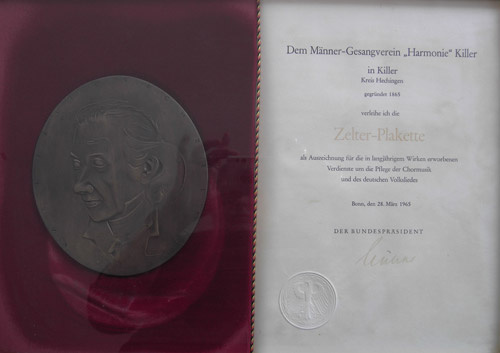 Dem Männer-Gesangverein „Harmonie" Killer
in Killer
Kreis Hechingen
gegründet 1865
verleihe ich die
Zelter-Plakette
als Auszeichnung für die in langjährigem Wirken erworbenen
Verdienste um die Pflege der Chormusik
und des deutschen Volksliedes
Bonn, den 28. März 1965
DER BUNDESPRÄSIDENT